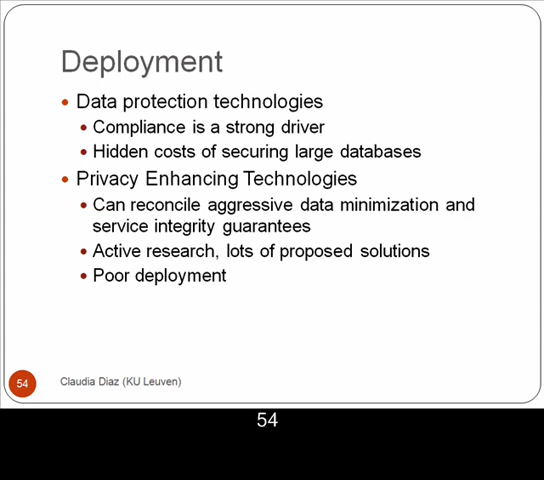 Deployment
• Data protection technologies
• Compliance is a strong driver
• Hidden costs of securing large databases
• Privacy Enhancing Technologies
• Can reconcile aggressive data minimization and
service integrity guarantees
• Active research, lots of proposed solutions
• Poor deployment
54
Claudia Diaz (KU Leuven)
54